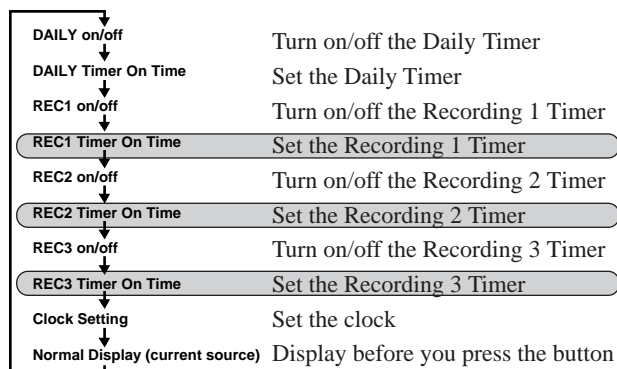 DAILY on/off Turn on/off the Daily Timer
DAILY Timer On Time Set the Daily Timer
REC1 on/off Turn on/off the Recording 1 Timer
REC1 Timer On Time Set the Recording 1 Timer
REC2 on/off Turn on/off the Recording 2 Timer
REC2 Timer On Time Set the Recording 2 Timer
REC3 on/off Turn on/off the Recording 3 Timer
REC3 Timer On Time Set the Recording 3 Timer
Clock Setting Set the clock
Normal Display (current source) Display before you press the button